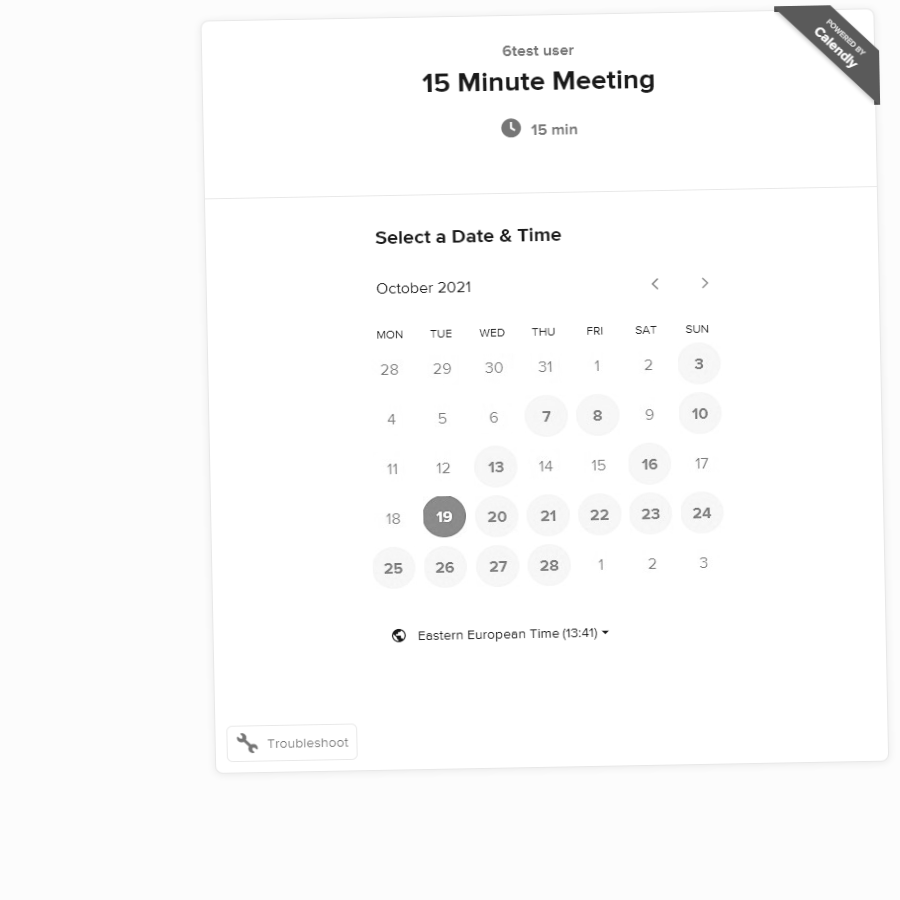 POWERED BY
Calendly
6test user
15 Minute Meeting
15 min
Select a Date & Time
October 2021
MON TUE WED THU FRI SAT SUN
28 29 30 31 1 2 3
4 5 6 7 8 9 10
11 12 13 14 15 16 17
18 19 20 21 22 23 24
25 26 27 28 1 2 3
Eastern European Time (13:41)
Troubleshoot